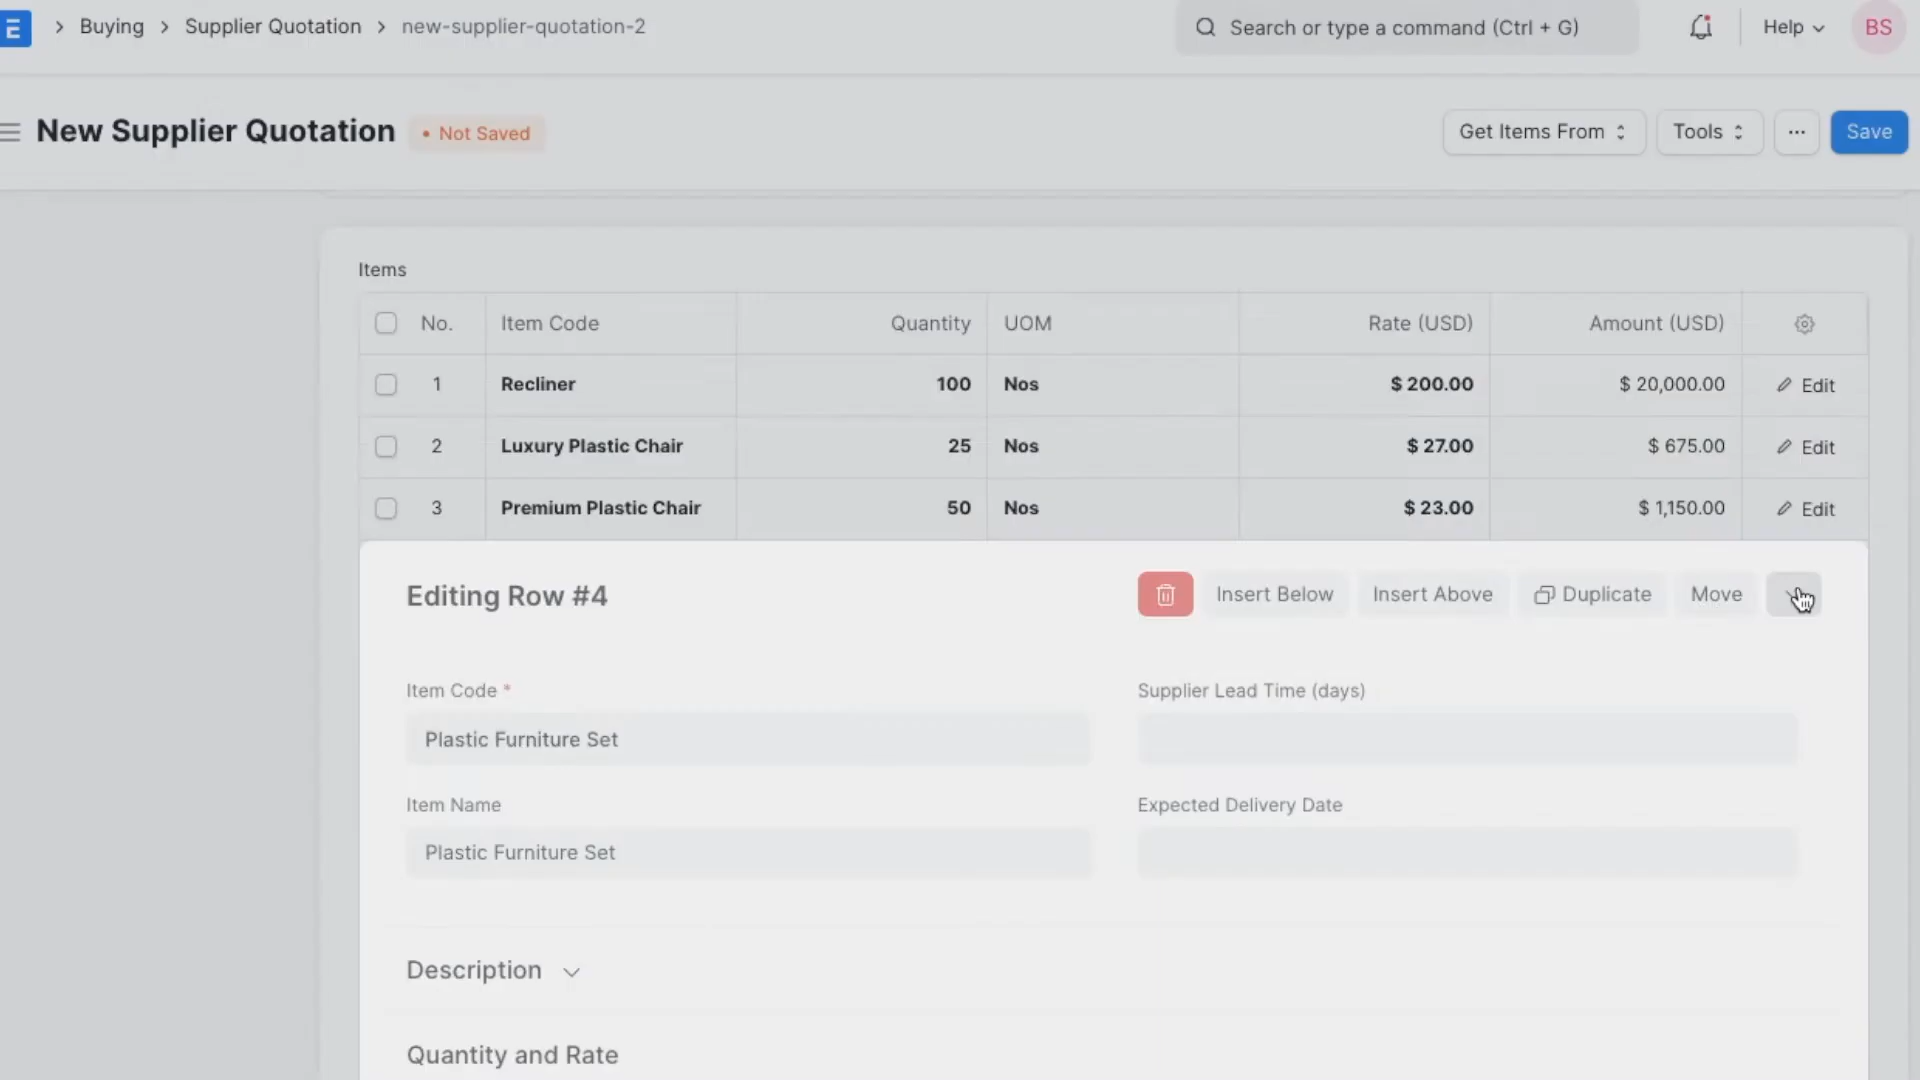 E > Buying > Supplier Quotation > new-supplier-quotation-2 Search or type a command (Ctrl + G) Help BS
New Supplier Quotation • Not Saved Get Items From Tools ... Save
Items
No. Item Code Quantity UOM Rate (USD) Amount (USD)
1 Recliner 100 Nos $ 200.00 $ 20,000.00 Edit
2 Luxury Plastic Chair 25 Nos $ 27.00 $ 675.00 Edit
3 Premium Plastic Chair 50 Nos $ 23.00 $ 1,150.00 Edit
Editing Row #4 Insert Below Insert Above Duplicate Move
Item Code * Supplier Lead Time (days)
Plastic Furniture Set
Item Name Expected Delivery Date
Plastic Furniture Set
Description
Quantity and Rate